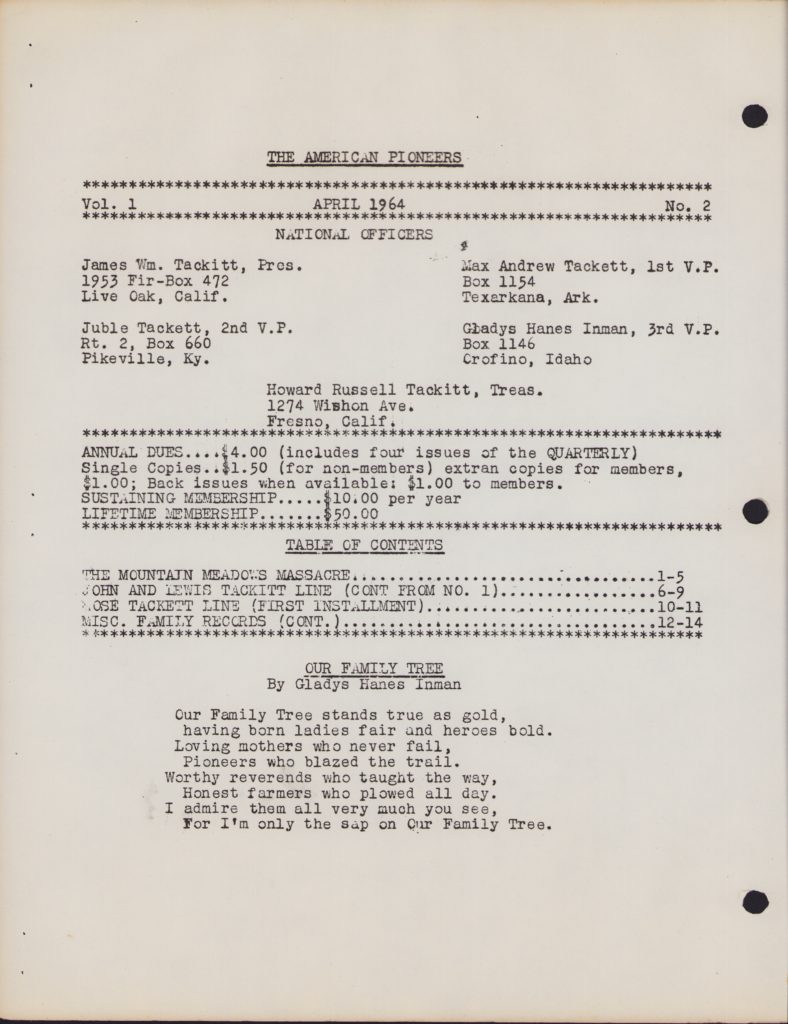 THE AMERICAN PIONEERS
*******************************************************************
Vol. 1 APRIL 1964 No. 2
*******************************************************************
NATIONAL OFFICERS
James Wm. Tackitt, Pres. Max Andrew Tackett, 1st V.P.
1953 Fir-Box 472 Box 1154
Live Oak, Calif. Texarkana, Ark.
Juble Tackett, 2nd V.P. Gladys Hanes Inman, 3rd V.P.
Rt. 2, Box 660 Box 1146
Pikeville, Ky. Orofino, Idaho
Howard Russell Tackitt, Treas.
1274 Wishon Ave.
Fresno, Calif.
********************************************************************
ANNUAL DUES....$4.00 (includes four issues of the QUARTERLY)
Single Copies..$1.50 (for non-members) extran copies for members,
$1.00; Back issues when available: $1.00 to members.
SUSTAINING MEMBERSHIP.....$10.00 per year
LIFETIME MEMBERSHIP.......$50.00
********************************************************************
TABLE OF CONTENTS
THE MOUNTAIN MEADOWS MASSACRE................................1-5
JOHN AND LEWIS TACKITT LINE (CONT FROM NO. 1).................6-9
MOSE TACKETT LINE (FIRST INSTALLMENT).........................10-11
MISC. FAMILY RECORDS (CONT.)..................................12-14
******************************************************************
OUR FAMILY TREE
By Gladys Hanes Inman
Our Family Tree stands true as gold,
having born ladies fair and heroes bold.
Loving mothers who never fail,
Pioneers who blazed the trail.
Worthy reverends who taught the way,
Honest farmers who plowed all day.
I admire them all very much you see,
For I'm only the sap on Our Family Tree.